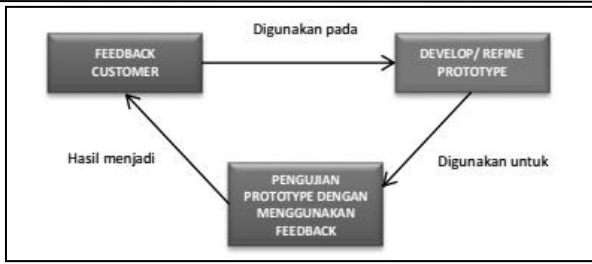 Digunakan pada
FEEDBACK
CUSTOMER
DEVELOP/ REFINE
PROTOTYPE
Hasil menjadi
Digunakan untuk
PENGUJIAN
PROTOTYPE DENGAN
MENGGUNAKAN
FEEDBACK